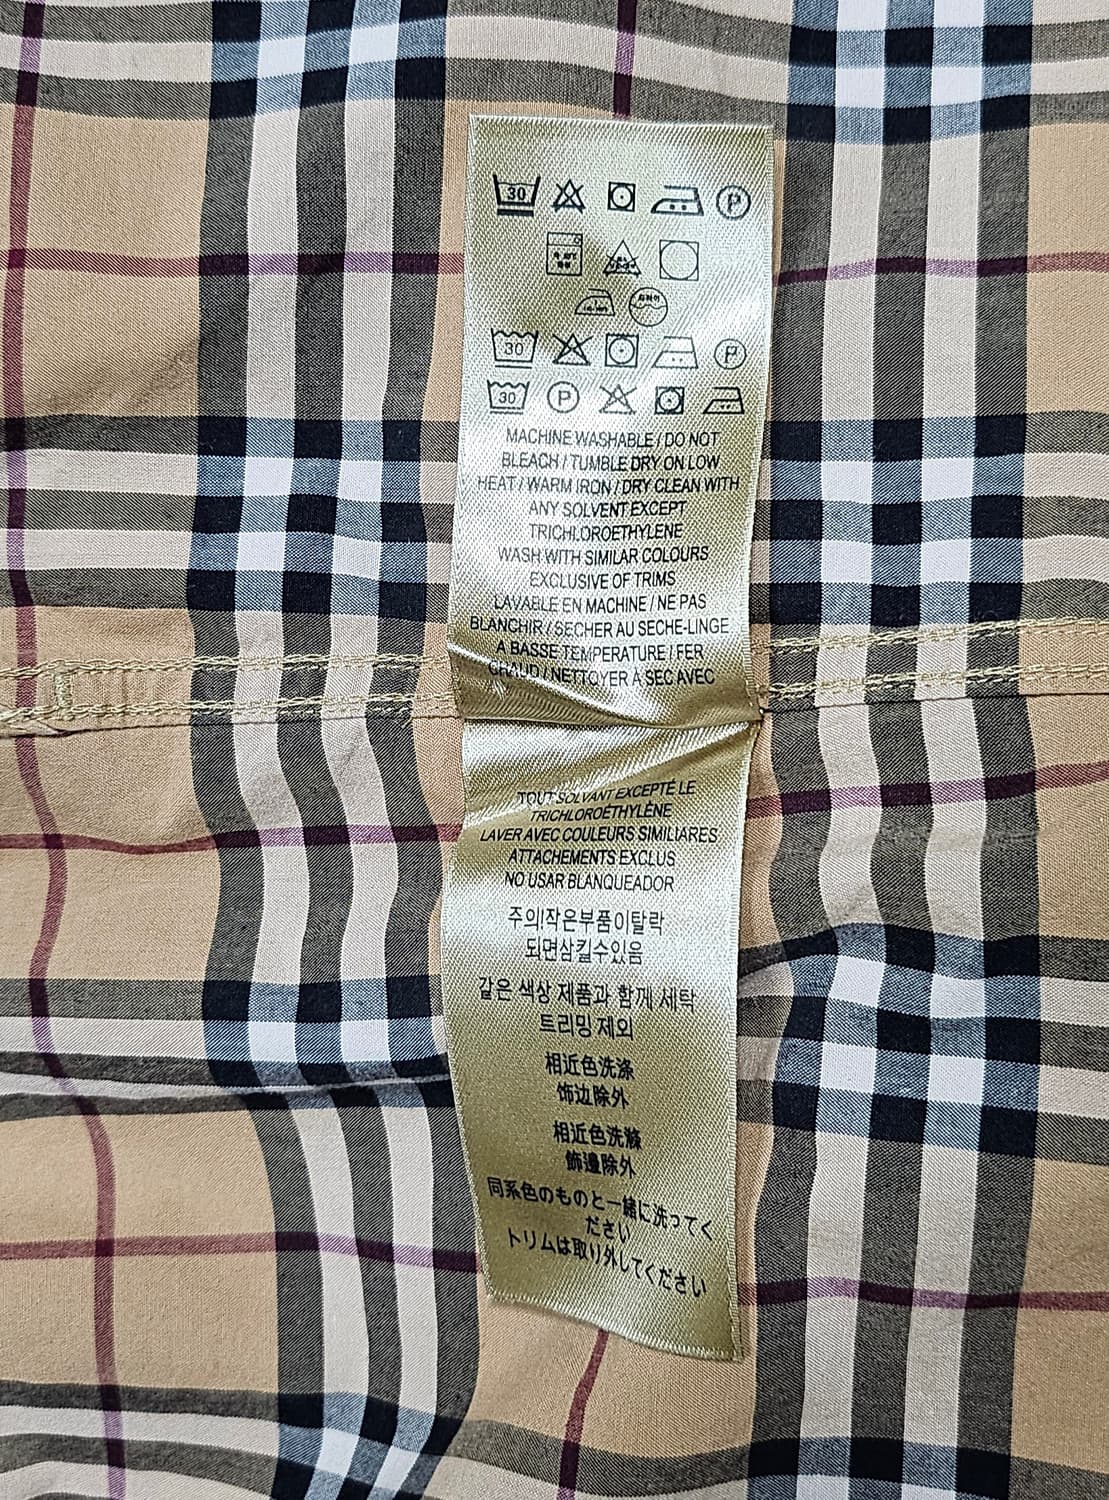 30 P
30 P
30 P
MACHINE WASHABLE / DO NOT
BLEACH / TUMBLE DRY ON LOW
HEAT / WARM IRON / DRY CLEAN WITH
ANY SOLVENT EXCEPT
TRICHLOROETHYLENE
WASH WITH SIMILAR COLOURS
EXCLUSIVE OF TRIMS
LAVABLE EN MACHINE / NE PAS
BLANCHIR / SECHER AU SECHE-LINGE
A BASSE TEMPERATURE / FER
CHAUD / NETTOYER A SEC AVEC
TOUT SOLVANT EXCEPTÉ LE
TRICHLOROÉTHYLÈNE
LAVER AVEC COULEURS SIMILIARES
ATTACHEMENTS EXCLUS
NO USAR BLANQUEADOR
주의!작은부품이탈락
되면삼킬수있음
같은 색상 제품과 함께 세탁
트리밍 제외
相近色洗涤
饰边除外
相近色洗滌
飾邊除外
同系色のものと一緒に洗ってく
ださい
トリムは取り外してください